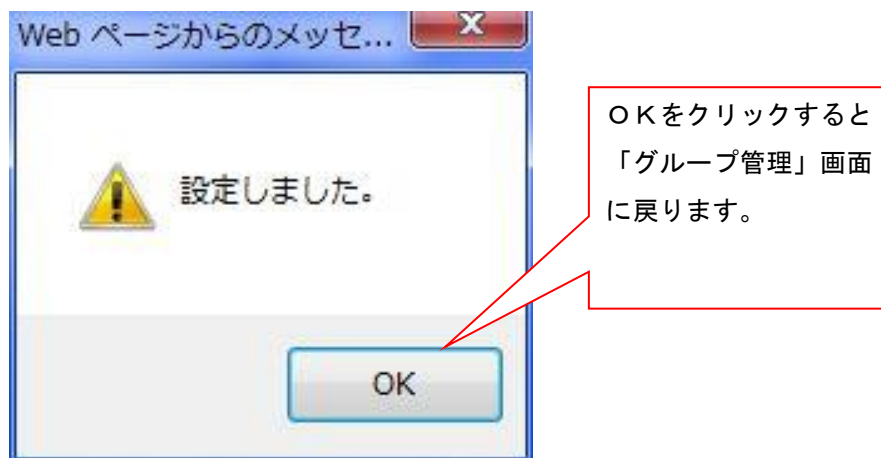 Web ページからのメッセ...
設定しました。
OK
ＯＫをクリックすると
「グループ管理」画面
に戻ります。